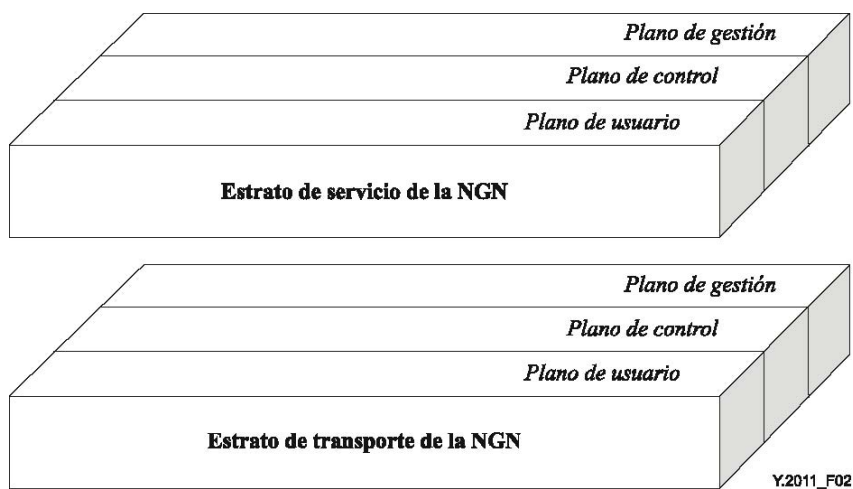 Plano de gestión
Plano de control
Plano de usuario
Estrato de servicio de la NGN
Plano de gestión
Plano de control
Plano de usuario
Estrato de transporte de la NGN
Y.2011_F02